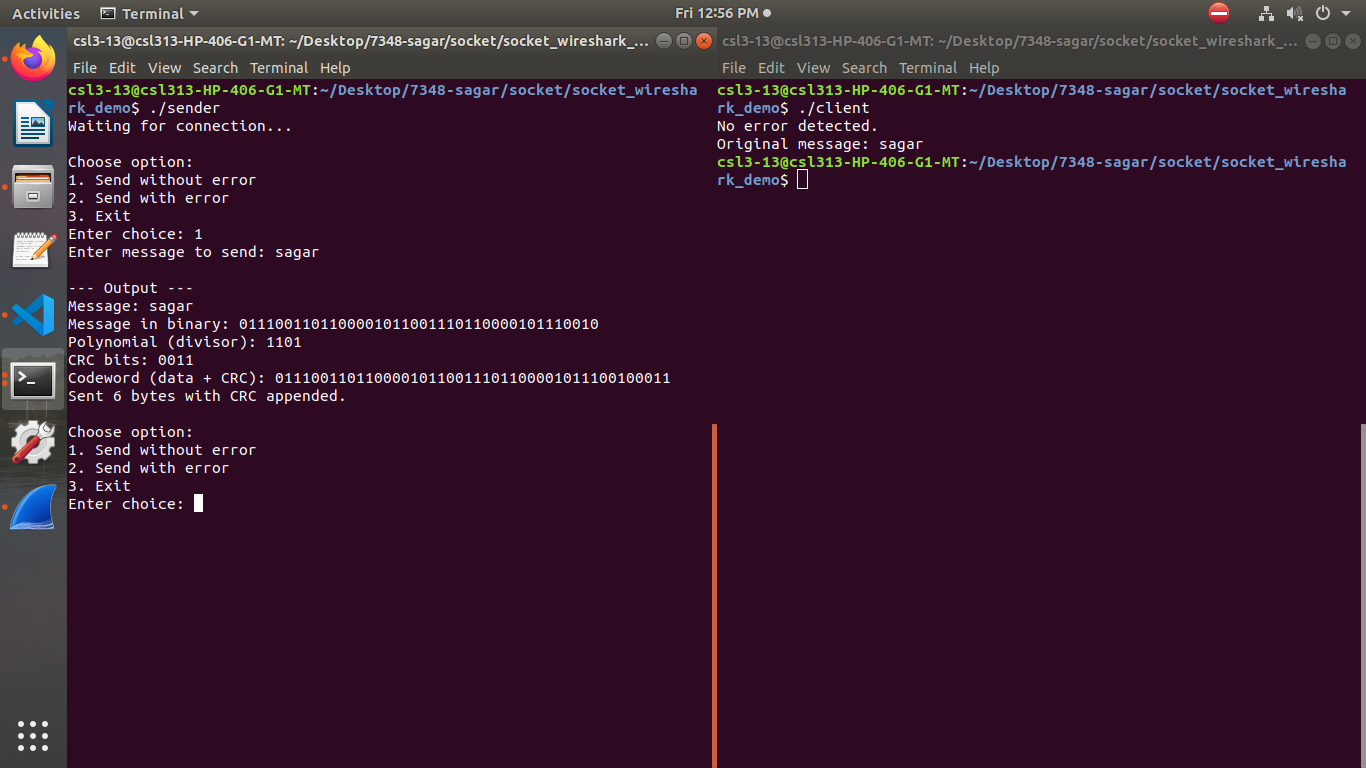 Activities
Terminal
Fri 12:56 PM
csl3-13@csl313-HP-406-G1-MT: ~/Desktop/7348-sagar/socket/socket_wireshark_...
File Edit View Search Terminal Help
csl3-13@csl313-HP-406-G1-MT:~/Desktop/7348-sagar/socket/socket_wiresha
rk_demo$ ./sender
Waiting for connection...
Choose option:
1. Send without error
2. Send with error
3. Exit
Enter choice: 1
Enter message to send: sagar
--- Output ---
Message: sagar
Message in binary: 0111001101100001011001110110000101110010
Polynomial (divisor): 1101
CRC bits: 0011
Codeword (data + CRC): 01110011011000010110011101100001011100100011
Sent 6 bytes with CRC appended.
Choose option:
1. Send without error
2. Send with error
3. Exit
Enter choice:
csl3-13@csl313-HP-406-G1-MT: ~/Desktop/7348-sagar/socket/socket_wireshark_...
File Edit View Search Terminal Help
csl3-13@csl313-HP-406-G1-MT:~/Desktop/7348-sagar/socket/socket_wiresha
rk_demo$ ./client
No error detected.
Original message: sagar
csl3-13@csl313-HP-406-G1-MT:~/Desktop/7348-sagar/socket/socket_wiresha
rk_demo$